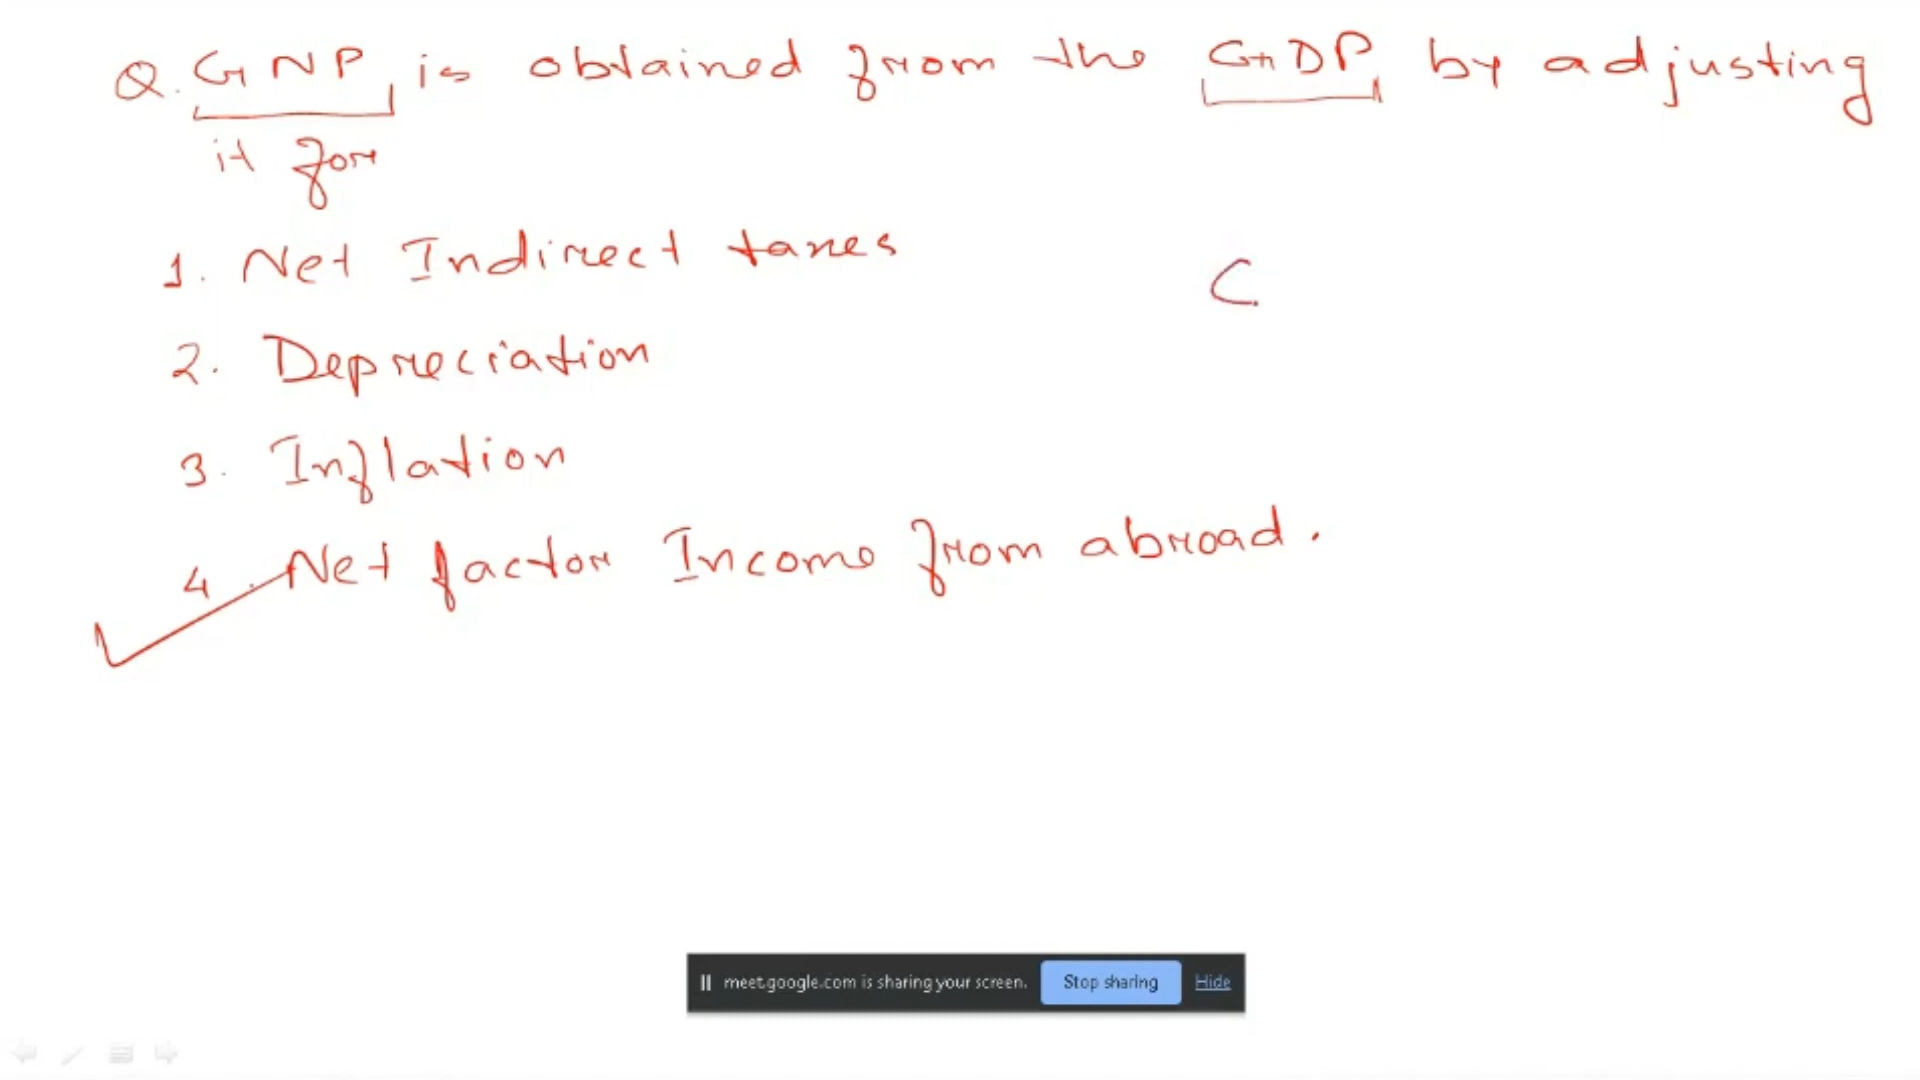 Q. GNP is obtained from the GDP by adjusting
it for
1. Net Indirect taxes
C
2. Depreciation
3. Inflation
4. Net factor Income from abroad.
meet.google.com is sharing your screen. Stop sharing Hide